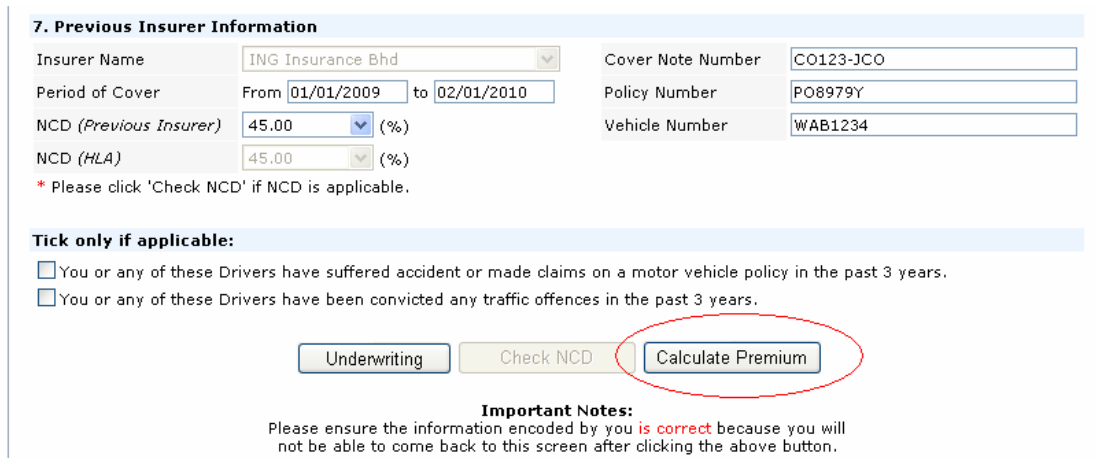 7. Previous Insurer Information
Insurer Name ING Insurance Bhd Cover Note Number CO123-JCO
Period of Cover From 01/01/2009 to 02/01/2010 Policy Number PO8979Y
NCD (Previous Insurer) 45.00 (%) Vehicle Number WAB1234
NCD (HLA) 45.00 (%)
* Please click 'Check NCD' if NCD is applicable.
Tick only if applicable:
You or any of these Drivers have suffered accident or made claims on a motor vehicle policy in the past 3 years.
You or any of these Drivers have been convicted any traffic offences in the past 3 years.
Underwriting Check NCD Calculate Premium
Important Notes:
Please ensure the information encoded by you is correct because you will
not be able to come back to this screen after clicking the above button.